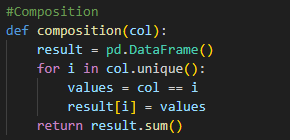 #Composition
def composition(col):
    result = pd.DataFrame()
    for i in col.unique():
        values = col == i
        result[i] = values
    return result.sum()